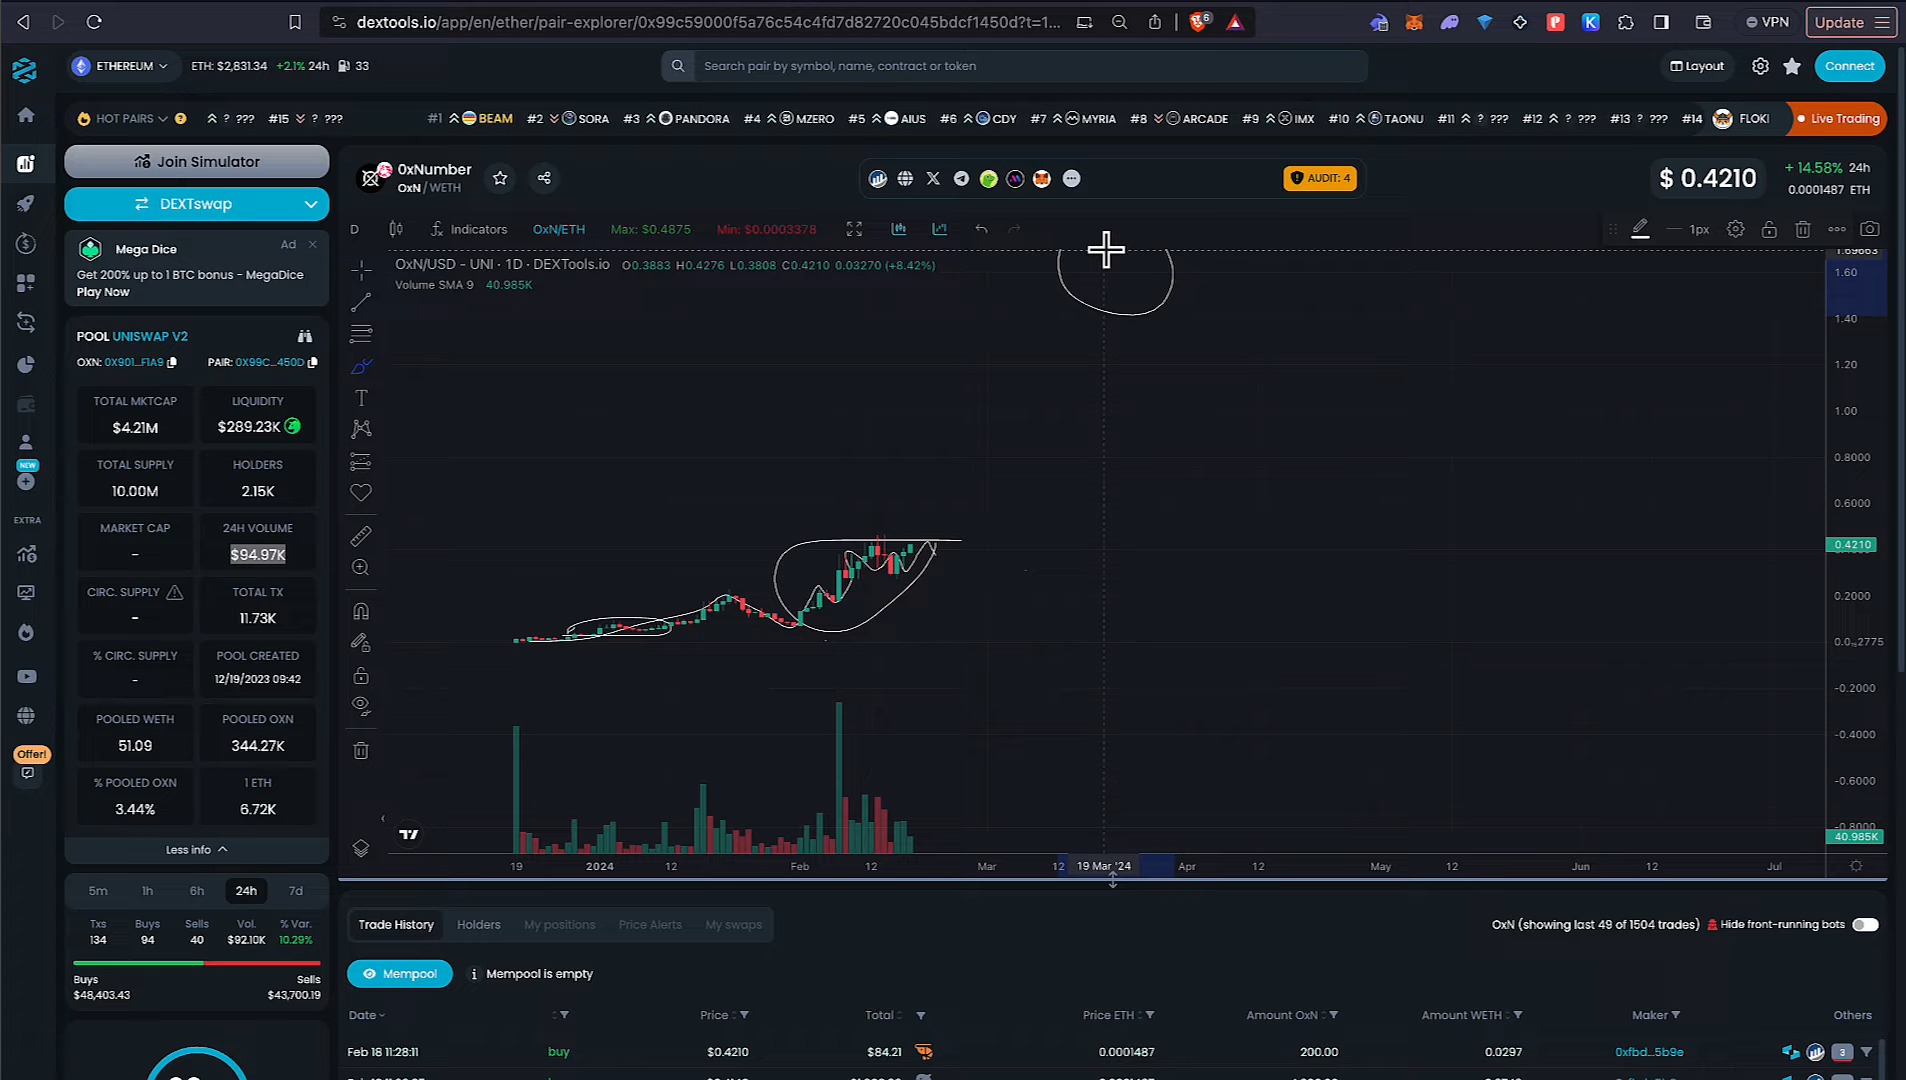 dextools.io/app/en/ether/pair-explorer/0x99c59000f5a76c54c4fd7d82720c045bdcf1450d?t=1...
6
VPN
Update
ETHEREUM
ETH: $2,831.34 +2.1% 24h 33
Search pair by symbol, name, contract or token
Layout
Connect
HOT PAIRS ? ??? #15 ? ??? #1 BEAM #2 SORA #3 PANDORA #4 MZERO #5 AIUS #6 CDY #7 MYRIA #8 ARCADE #9 IMX #10 TAONU #11 ? ??? #12 ? ??? #13 ? ??? #14 FLOKI
Live Trading
Join Simulator
DEXTswap
Mega Dice
Ad
Get 200% up to 1 BTC bonus - MegaDice
Play Now
0xNumber
OxN / WETH
AUDIT: 4
$ 0.4210
+ 14.58% 24h
0.0001487 ETH
D
Indicators
OxN/ETH
Max: $0.4875
Min: $0.0003378
1px
OxN/USD - UNI · 1D · DEXTools.io O0.3883 H0.4276 L0.3808 C0.4210 0.03270 (+8.42%)
Volume SMA 9 40.985K
POOL UNISWAP V2
OXN: 0X901...F1A9
PAIR: 0X99C...450D
TOTAL MKTCAP
$4.21M
LIQUIDITY
$289.23K
TOTAL SUPPLY
10.00M
HOLDERS
2.15K
MARKET CAP
-
24H VOLUME
$94.97K
CIRC. SUPPLY
-
TOTAL TX
11.73K
% CIRC. SUPPLY
-
POOL CREATED
12/19/2023 09:42
POOLED WETH
51.09
POOLED OXN
344.27K
% POOLED OXN
3.44%
1 ETH
6.72K
Less info
NEW
EXTRA
Offer!
1.69663
1.60
1.40
1.20
1.00
0.8000
0.6000
0.4210
0.2000
-0.2000
-0.4000
-0.6000
-0.8000
40.985K
19 2024 12 Feb 12 Mar 12 19 Mar '24 Apr 12 May 12 Jun 12 Jul
5m 1h 6h 24h 7d
Txs Buys Sells Vol. % Var.
134 94 40 $92.10K 10.29%
Buys Sells
$48,403.43 $43,700.19
Trade History
Holders
My positions
Price Alerts
My swaps
OxN (showing last 49 of 1504 trades)
Hide front-running bots
Mempool
Mempool is empty
Date Price Total Price ETH Amount OxN Amount WETH Maker Others
Feb 18 11:28:11 buy $0.4210 $84.21 0.0001487 200.00 0.0297 0xfbd...5b9e 3